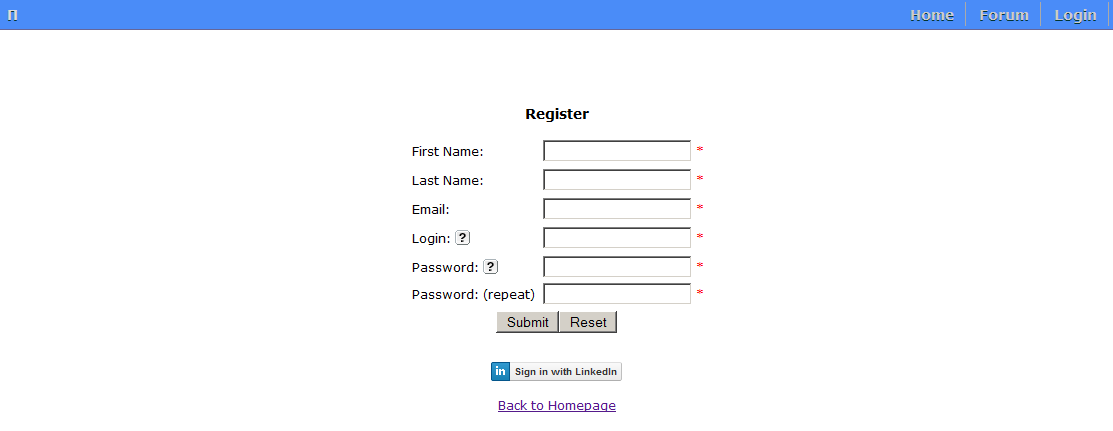 П Home Forum Login
Register
First Name: *
Last Name: *
Email: *
Login: ? *
Password: ? *
Password: (repeat) *
Submit Reset
in Sign in with LinkedIn
Back to Homepage